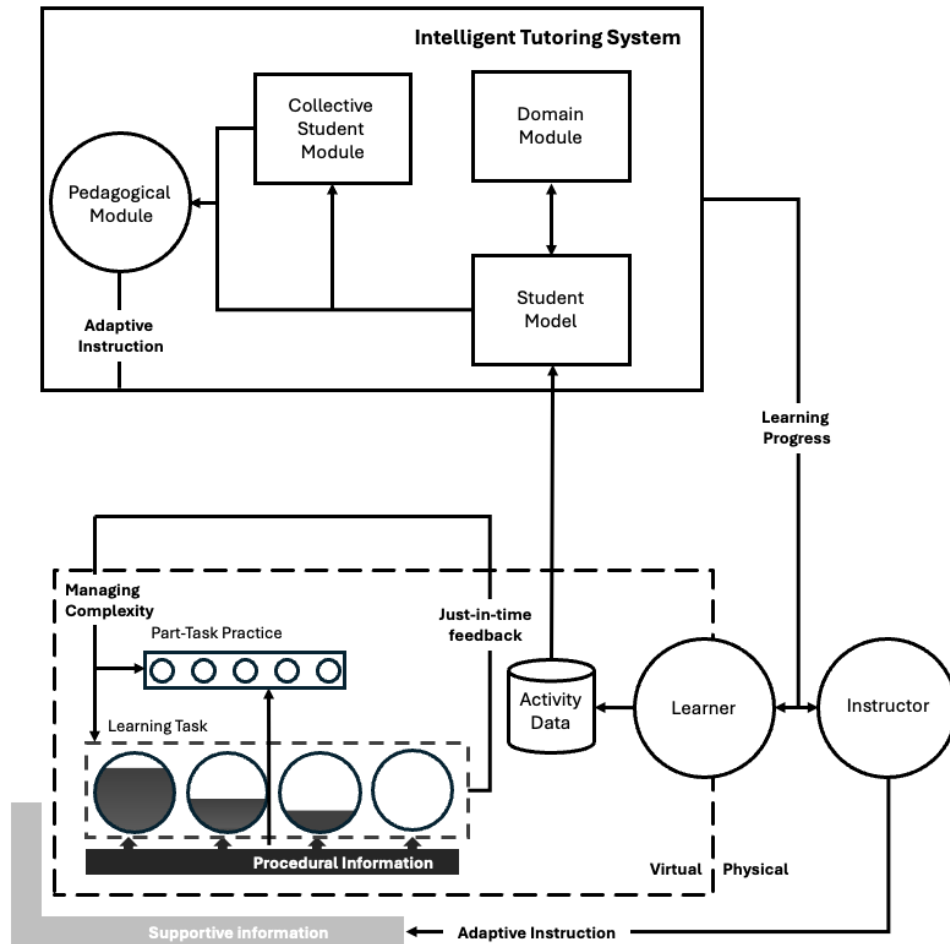 Intelligent Tutoring System
Collective
Student
Module
Domain
Module
Pedagogical
Module
Student
Model
Adaptive
Instruction
Learning
Progress
Managing
Complexity
Just-in-time
feedback
Part-Task Practice
Activity
Data
Learner
Instructor
Learning Task
Procedural Information
Virtual
Physical
Supportive information
Adaptive Instruction